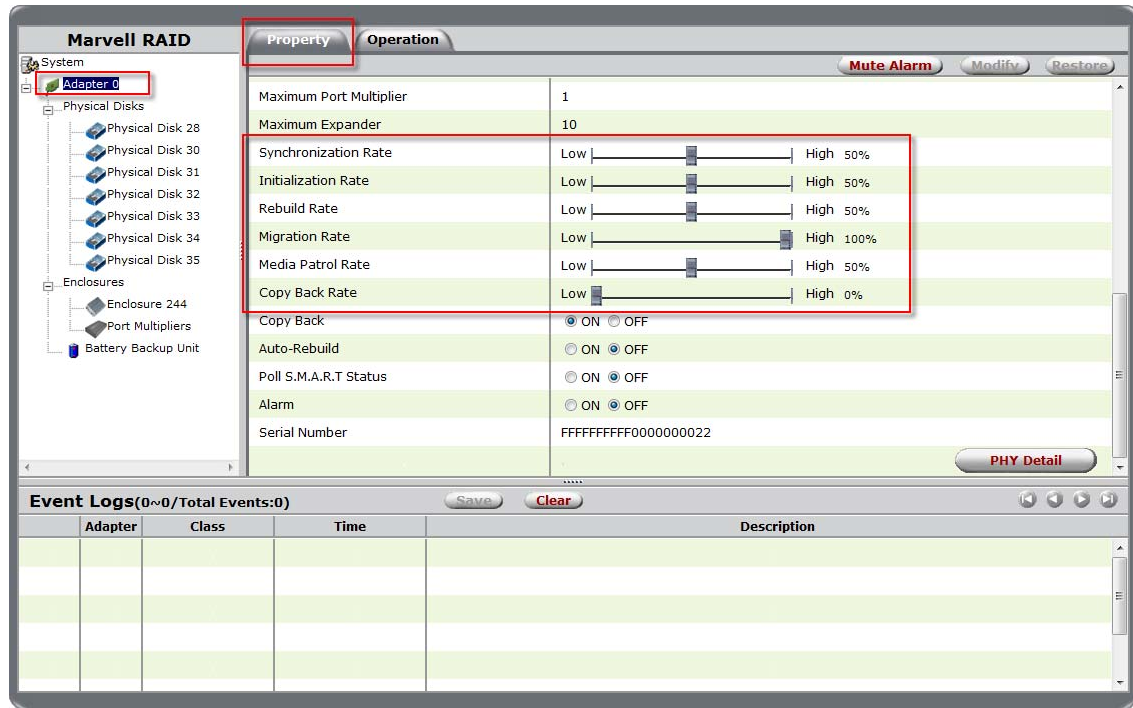 Marvell RAID
System
Adapter 0
Physical Disks
Physical Disk 28
Physical Disk 30
Physical Disk 31
Physical Disk 32
Physical Disk 33
Physical Disk 34
Physical Disk 35
Enclosures
Enclosure 244
Port Multipliers
Battery Backup Unit
Property Operation
Mute Alarm Modify Restore
Maximum Port Multiplier 1
Maximum Expander 10
Synchronization Rate Low High 50%
Initialization Rate Low High 50%
Rebuild Rate Low High 50%
Migration Rate Low High 100%
Media Patrol Rate Low High 50%
Copy Back Rate Low High 0%
Copy Back ON OFF
Auto-Rebuild ON OFF
Poll S.M.A.R.T Status ON OFF
Alarm ON OFF
Serial Number FFFFFFFFFF0000000022
PHY Detail
Event Logs(0~0/Total Events:0) Save Clear
Adapter Class Time Description